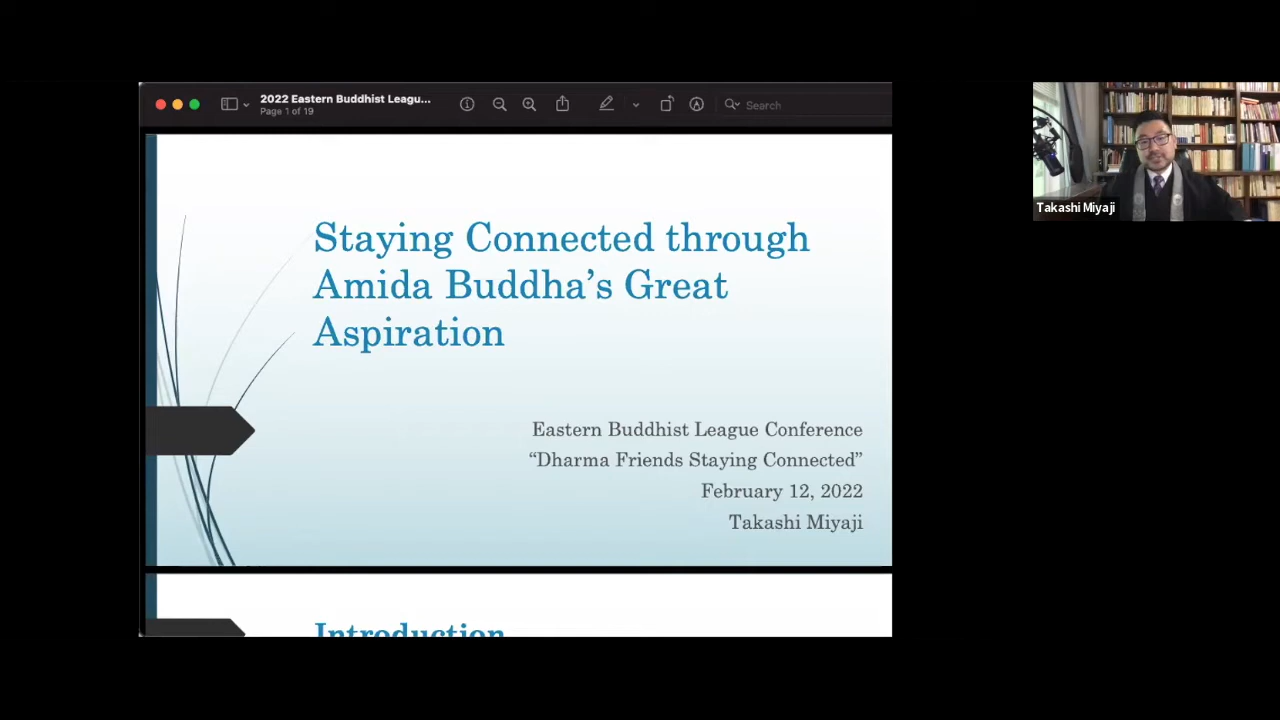 2022 Eastern Buddhist Leagu...
Page 1 of 19
Search
Staying Connected through
Amida Buddha’s Great
Aspiration
Eastern Buddhist League Conference
“Dharma Friends Staying Connected”
February 12, 2022
Takashi Miyaji
Introduction
Takashi Miyaji